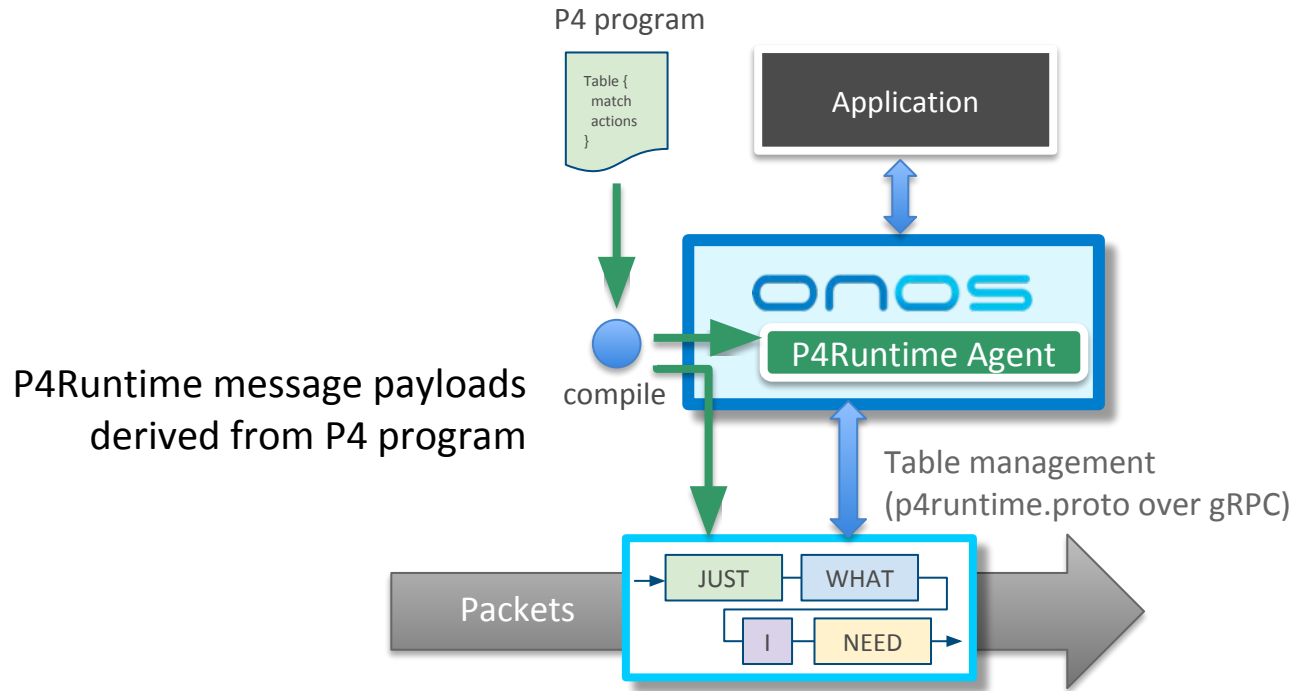 P4 program
Table {
match
actions
}
Application
onos
P4Runtime Agent
compile
P4Runtime message payloads
derived from P4 program
Table management
(p4runtime.proto over gRPC)
Packets
JUST
WHAT
I
NEED